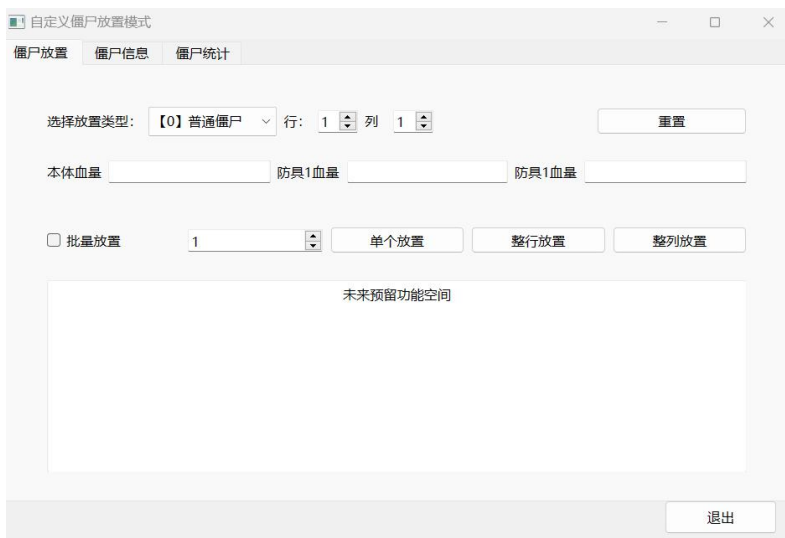 自定义僵尸放置模式
僵尸放置 僵尸信息 僵尸统计
选择放置类型： 【0】普通僵尸 行： 1 列 1 重置
本体血量 防具1血量 防具1血量
批量放置 1 单个放置 整行放置 整列放置
未来预留功能空间
退出